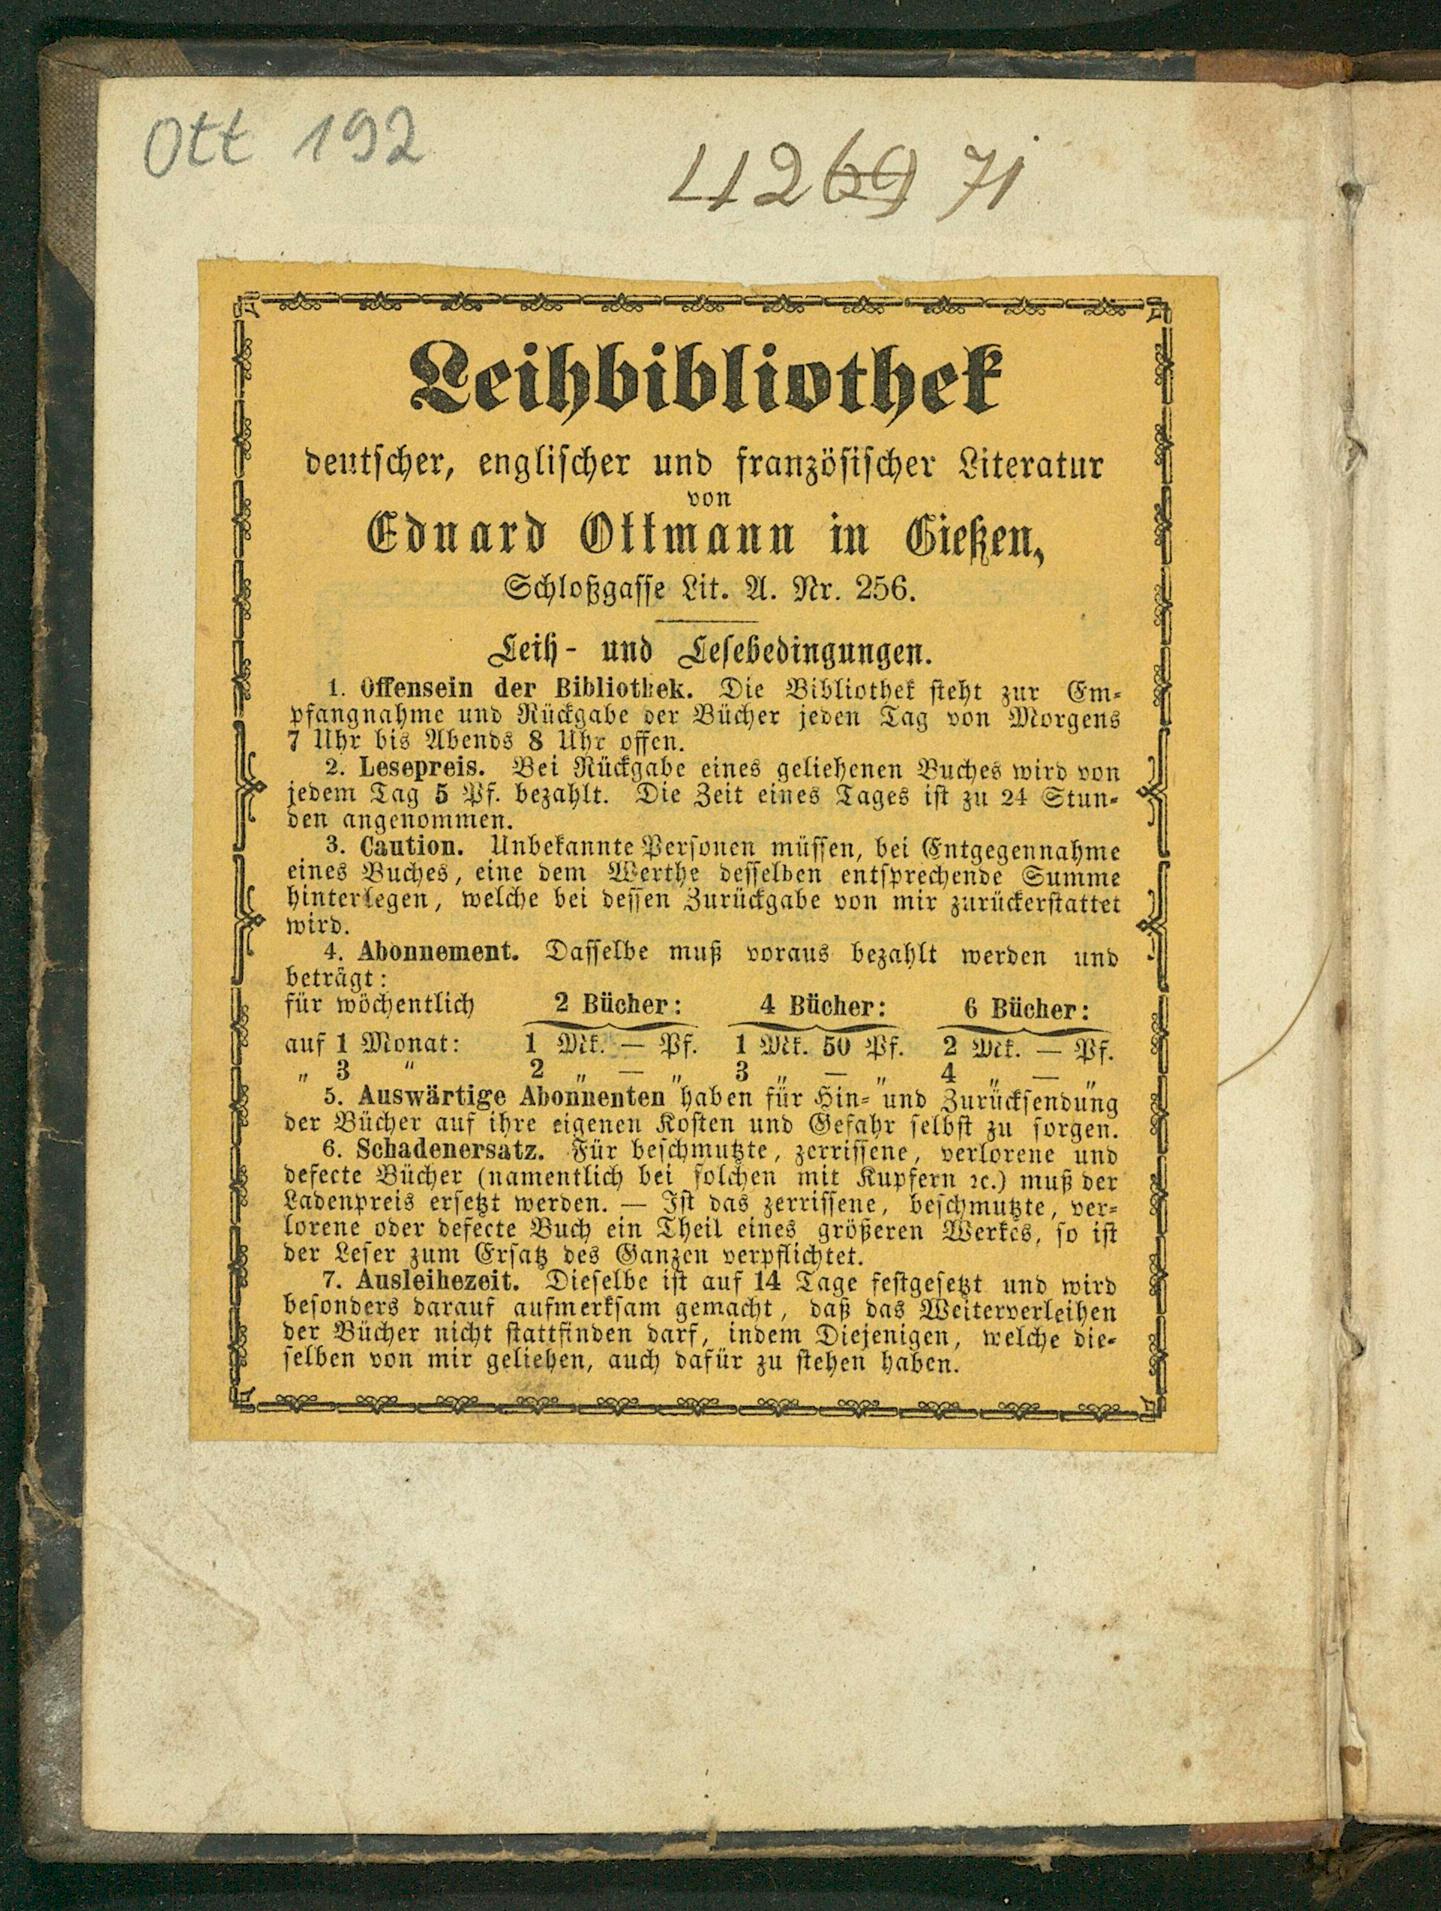 Ott 192
4269 71
Leihbibliothek
deutscher, englischer und französischer Literatur
von
Eduard Ottmann in Gießen,
Schloßgasse Lit. A. Nr. 256.
Leih- und Lesebedingungen.
1. Offensein der Bibliothek. Die Bibliothek steht zur Em-
pfangnahme und Rückgabe der Bücher jeden Tag von Morgens
7 Uhr bis Abends 8 Uhr offen.
2. Lesepreis. Bei Rückgabe eines geliehenen Buches wird von
jedem Tag 5 Pf. bezahlt. Die Zeit eines Tages ist zu 24 Stun-
den angenommen.
3. Caution. Unbekannte Personen müssen, bei Entgegennahme
eines Buches, eine dem Werthe desselben entsprechende Summe
hinterlegen, welche bei dessen Zurückgabe von mir zurückerstattet
wird.
4. Abonnement. Dasselbe muß voraus bezahlt werden und
beträgt:
für wöchentlich 2 Bücher: 4 Bücher: 6 Bücher:
auf 1 Monat: 1 Mk. — Pf. 1 Mk. 50 Pf. 2 Mk. — Pf.
„ 3 „ 2 „ — „ 3 „ — „ 4 „ — „
5. Auswärtige Abonnenten haben für Hin- und Zurücksendung
der Bücher auf ihre eigenen Kosten und Gefahr selbst zu sorgen.
6. Schadenersatz. Für beschmutzte, zerrissene, verlorene und
defecte Bücher (namentlich bei solchen mit Kupfern ꝛc.) muß der
Ladenpreis ersetzt werden. — Ist das zerrissene, beschmutzte, ver-
lorene oder defecte Buch ein Theil eines größeren Werkes, so ist
der Leser zum Ersatz des Ganzen verpflichtet.
7. Ausleihezeit. Dieselbe ist auf 14 Tage festgesetzt und wird
besonders darauf aufmerksam gemacht, daß das Weiterverleihen
der Bücher nicht stattfinden darf, indem Diejenigen, welche die-
selben von mir geliehen, auch dafür zu stehen haben.